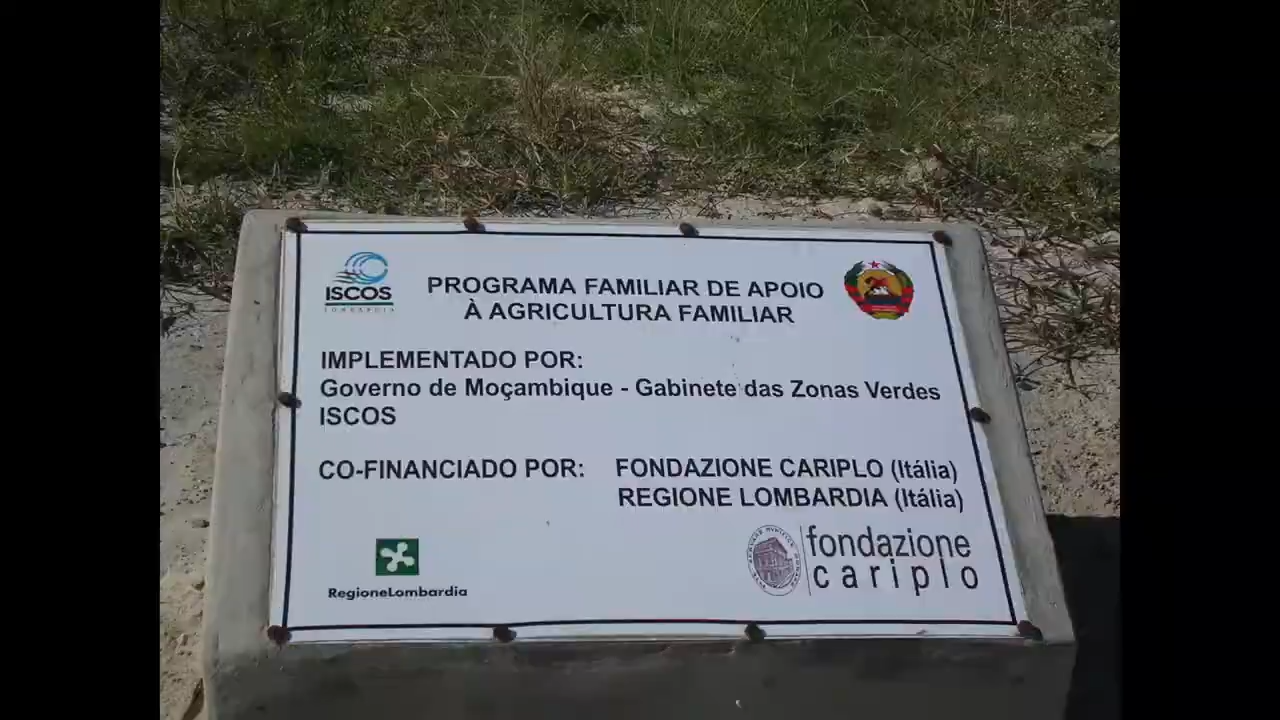 ISCOS
LOMBARDIA
PROGRAMA FAMILIAR DE APOIO
À AGRICULTURA FAMILIAR
IMPLEMENTADO POR:
Governo de Moçambique - Gabinete das Zonas Verdes
ISCOS
CO-FINANCIADO POR: FONDAZIONE CARIPLO (Itália)
REGIONE LOMBARDIA (Itália)
RegioneLombardia
fondazione
cariplo